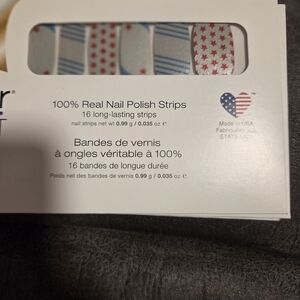 r
100% Real Nail Polish Strips
16 long-lasting strips
nail strips net wt 0.99 g / 0.035 oz e
Made in USA
Fabriqué aux
Bandes de vernis
à ongles véritable à 100%
16 bandes de longue durée
Poids net des bandes de vernis 0.99 g / 0.035 oz e